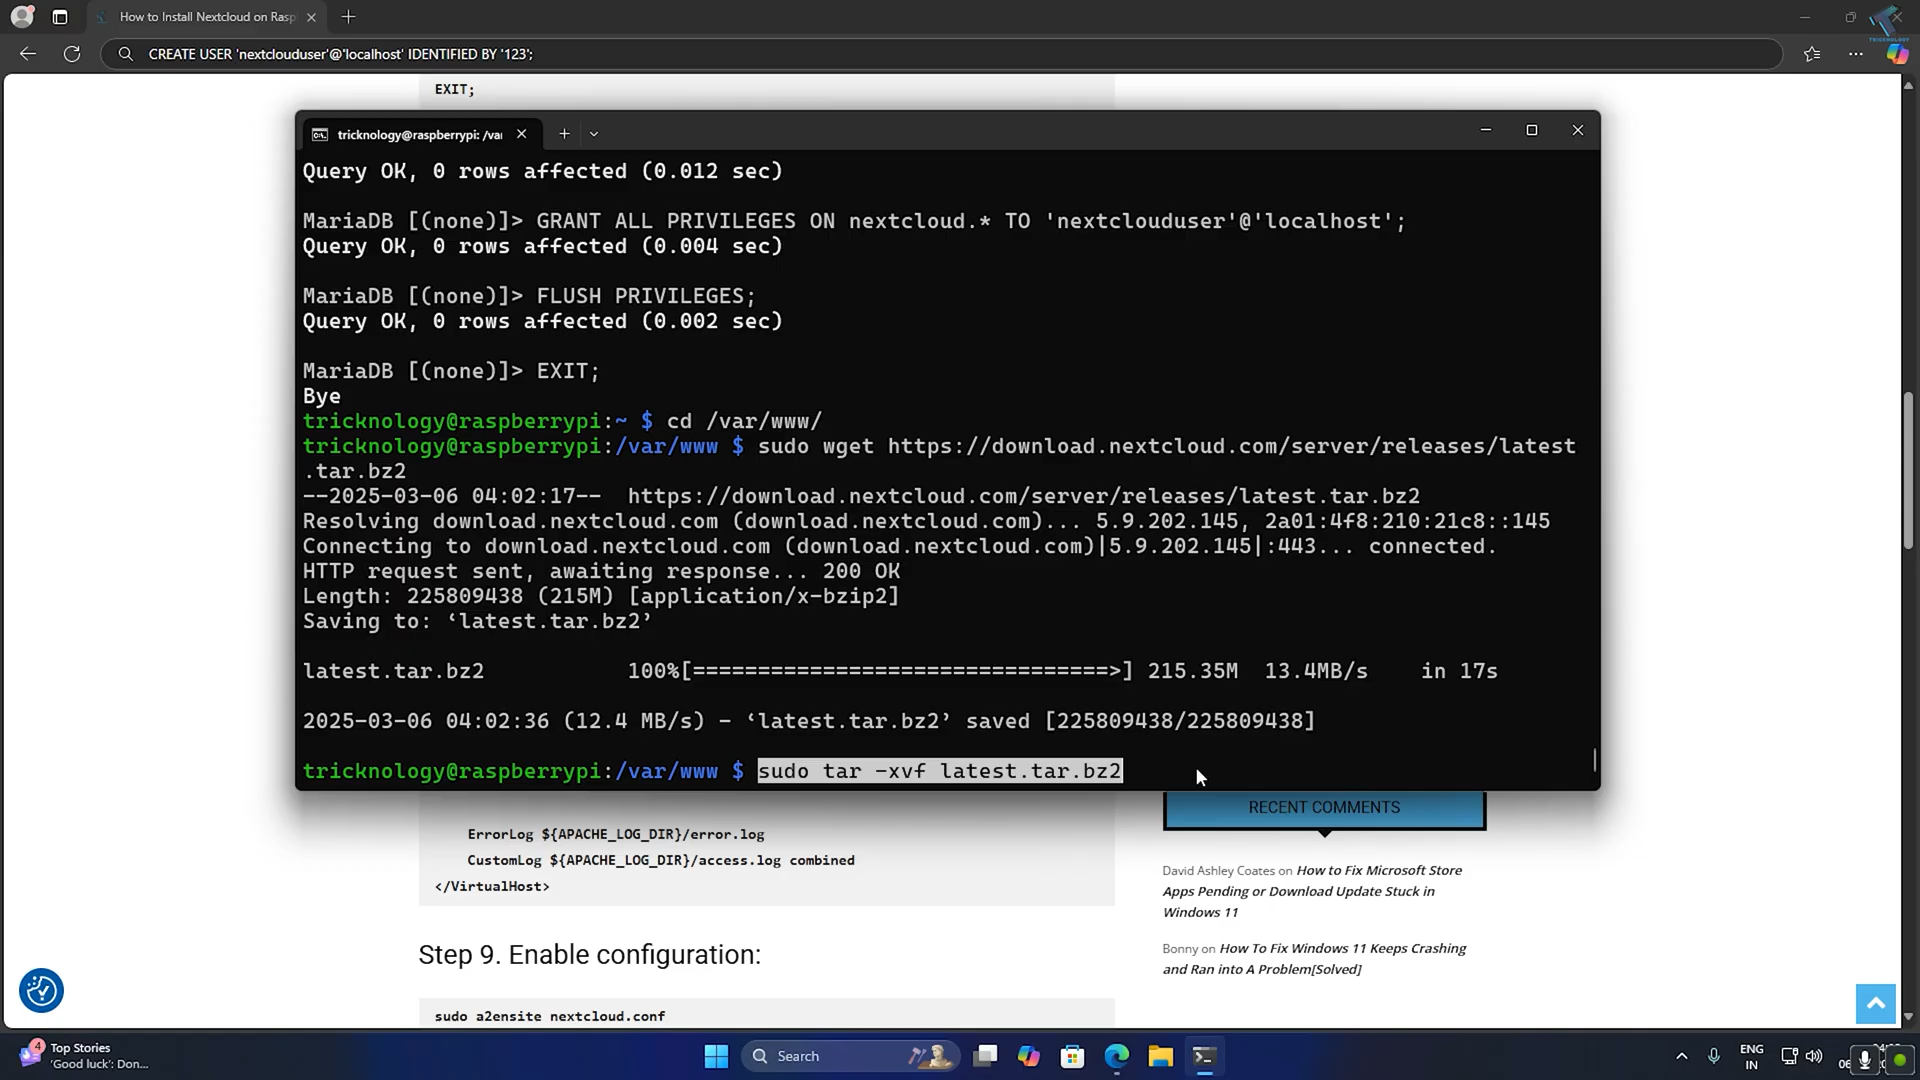 How to Install Nextcloud on Rasp
CREATE USER 'nextclouduser'@'localhost' IDENTIFIED BY '123';
TRICKNOLOGY
EXIT;
tricknology@raspberrypi: /va
Query OK, 0 rows affected (0.012 sec)
MariaDB [(none)]> GRANT ALL PRIVILEGES ON nextcloud.* TO 'nextclouduser'@'localhost';
Query OK, 0 rows affected (0.004 sec)
MariaDB [(none)]> FLUSH PRIVILEGES;
Query OK, 0 rows affected (0.002 sec)
MariaDB [(none)]> EXIT;
Bye
tricknology@raspberrypi:~ $ cd /var/www/
tricknology@raspberrypi:/var/www $ sudo wget https://download.nextcloud.com/server/releases/latest
.tar.bz2
--2025-03-06 04:02:17--  https://download.nextcloud.com/server/releases/latest.tar.bz2
Resolving download.nextcloud.com (download.nextcloud.com)... 5.9.202.145, 2a01:4f8:210:21c8::145
Connecting to download.nextcloud.com (download.nextcloud.com)|5.9.202.145|:443... connected.
HTTP request sent, awaiting response... 200 OK
Length: 225809438 (215M) [application/x-bzip2]
Saving to: ‘latest.tar.bz2’
latest.tar.bz2 100%[================================>] 215.35M 13.4MB/s in 17s
2025-03-06 04:02:36 (12.4 MB/s) - ‘latest.tar.bz2’ saved [225809438/225809438]
tricknology@raspberrypi:/var/www $ sudo tar -xvf latest.tar.bz2
RECENT COMMENTS
ErrorLog ${APACHE_LOG_DIR}/error.log
CustomLog ${APACHE_LOG_DIR}/access.log combined
</VirtualHost>
David Ashley Coates on How to Fix Microsoft Store
Apps Pending or Download Update Stuck in
Windows 11
Bonny on How To Fix Windows 11 Keeps Crashing
and Ran into A Problem[Solved]
Step 9. Enable configuration:
sudo a2ensite nextcloud.conf
4
Top Stories
‘Good luck’: Don...
Search
ENG
IN